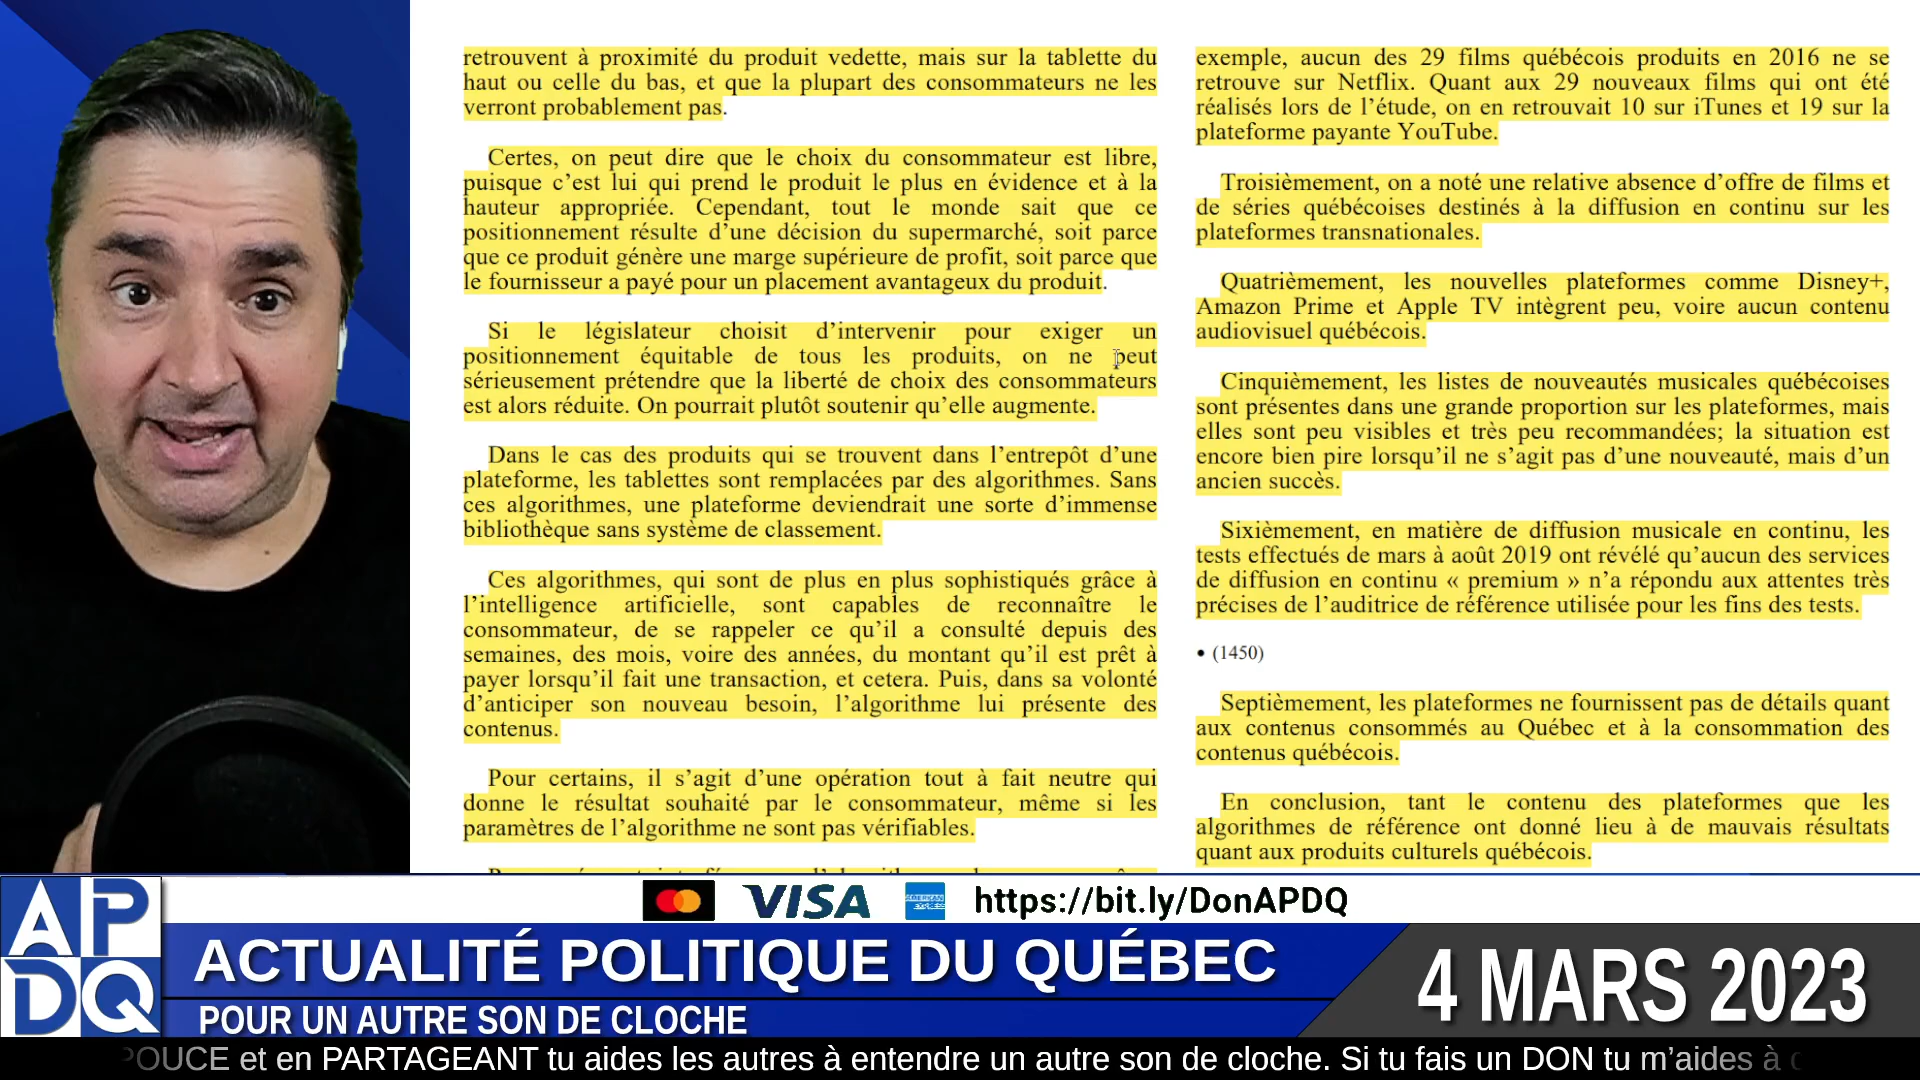 retrouvent à proximité du produit vedette, mais sur la tablette du
haut ou celle du bas, et que la plupart des consommateurs ne les
verront probablement pas.
Certes, on peut dire que le choix du consommateur est libre,
puisque c’est lui qui prend le produit le plus en évidence et à la
hauteur appropriée. Cependant, tout le monde sait que ce
positionnement résulte d’une décision du supermarché, soit parce
que ce produit génère une marge supérieure de profit, soit parce que
le fournisseur a payé pour un placement avantageux du produit.
Si le législateur choisit d’intervenir pour exiger un
positionnement équitable de tous les produits, on ne peut
sérieusement prétendre que la liberté de choix des consommateurs
est alors réduite. On pourrait plutôt soutenir qu’elle augmente.
Dans le cas des produits qui se trouvent dans l’entrepôt d’une
plateforme, les tablettes sont remplacées par des algorithmes. Sans
ces algorithmes, une plateforme deviendrait une sorte d’immense
bibliothèque sans système de classement.
Ces algorithmes, qui sont de plus en plus sophistiqués grâce à
l’intelligence artificielle, sont capables de reconnaître le
consommateur, de se rappeler ce qu’il a consulté depuis des
semaines, des mois, voire des années, du montant qu’il est prêt à
payer lorsqu’il fait une transaction, et cetera. Puis, dans sa volonté
d’anticiper son nouveau besoin, l’algorithme lui présente des
contenus.
Pour certains, il s’agit d’une opération tout à fait neutre qui
donne le résultat souhaité par le consommateur, même si les
paramètres de l’algorithme ne sont pas vérifiables.
exemple, aucun des 29 films québécois produits en 2016 ne se
retrouve sur Netflix. Quant aux 29 nouveaux films qui ont été
réalisés lors de l’étude, on en retrouvait 10 sur iTunes et 19 sur la
plateforme payante YouTube.
Troisièmement, on a noté une relative absence d’offre de films et
de séries québécoises destinés à la diffusion en continu sur les
plateformes transnationales.
Quatrièmement, les nouvelles plateformes comme Disney+,
Amazon Prime et Apple TV intègrent peu, voire aucun contenu
audiovisuel québécois.
Cinquièmement, les listes de nouveautés musicales québécoises
sont présentes dans une grande proportion sur les plateformes, mais
elles sont peu visibles et très peu recommandées; la situation est
encore bien pire lorsqu’il ne s’agit pas d’une nouveauté, mais d’un
ancien succès.
Sixièmement, en matière de diffusion musicale en continu, les
tests effectués de mars à août 2019 ont révélé qu’aucun des services
de diffusion en continu « premium » n’a répondu aux attentes très
précises de l’auditrice de référence utilisée pour les fins des tests.
• (1450)
Septièmement, les plateformes ne fournissent pas de détails quant
aux contenus consommés au Québec et à la consommation des
contenus québécois.
En conclusion, tant le contenu des plateformes que les
algorithmes de référence ont donné lieu à de mauvais résultats
quant aux produits culturels québécois.
VISA AMERICAN EXPRESS https://bit.ly/DonAPDQ
AP
DQ
ACTUALITÉ POLITIQUE DU QUÉBEC
POUR UN AUTRE SON DE CLOCHE
4 MARS 2023
POUCE et en PARTAGEANT tu aides les autres à entendre un autre son de cloche. Si tu fais un DON tu m’aides à